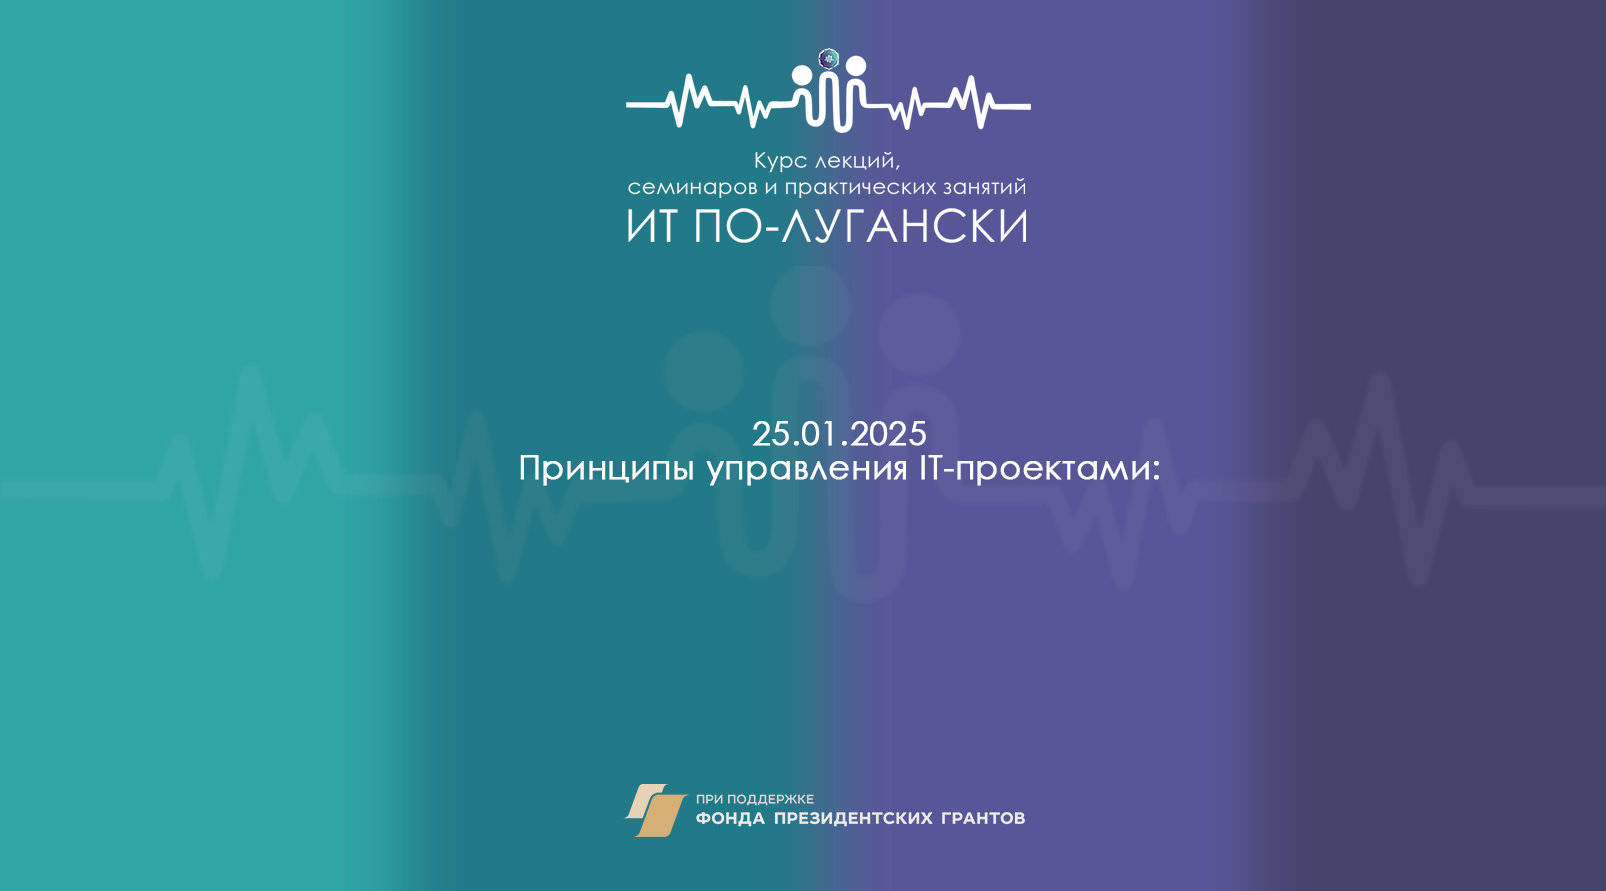 Курс лекций,
семинаров и практических занятий
ИТ ПО-ЛУГАНСКИ
25.01.2025
Принципы управления IT-проектами:
ПРИ ПОДДЕРЖКЕ
ФОНДА ПРЕЗИДЕНТСКИХ ГРАНТОВ